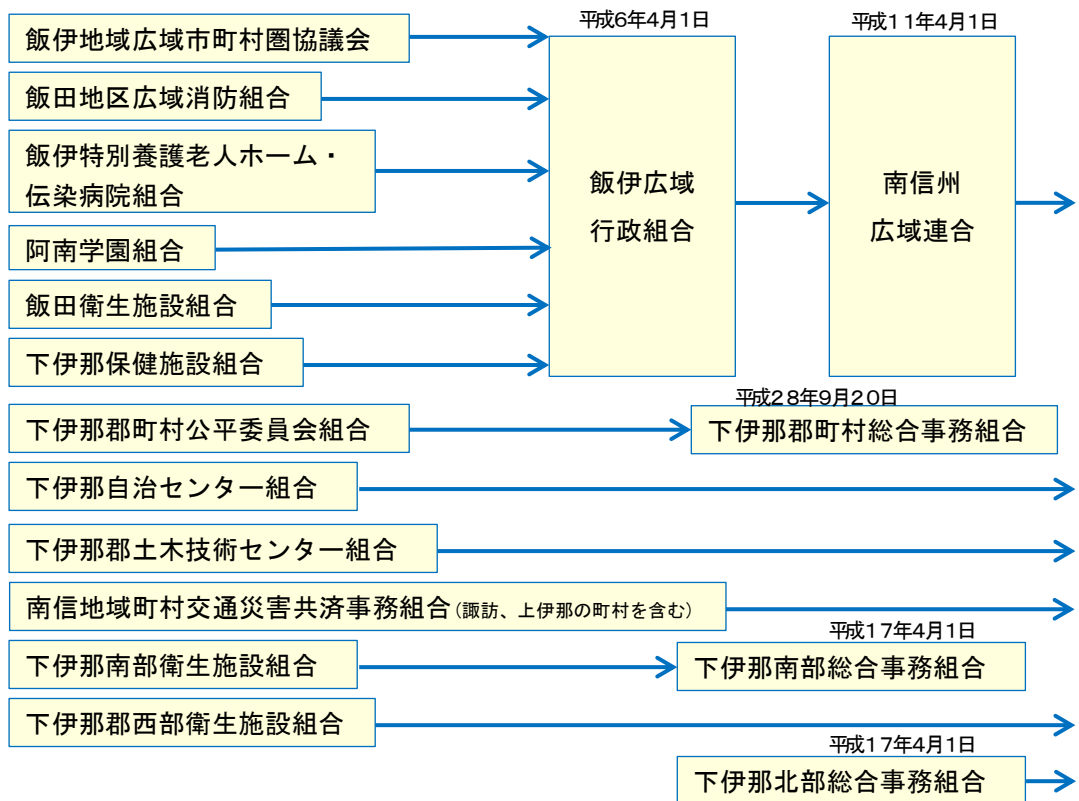 平成6年4月1日
平成11年4月1日
飯伊地域広域市町村圏協議会
飯田地区広域消防組合
飯伊特別養護老人ホーム・
伝染病院組合
阿南学園組合
飯田衛生施設組合
下伊那保健施設組合
飯伊広域
行政組合
南信州
広域連合
平成28年9月20日
下伊那郡町村公平委員会組合
下伊那郡町村総合事務組合
下伊那自治センター組合
下伊那郡土木技術センター組合
南信地域町村交通災害共済事務組合(諏訪、上伊那の町村を含む)
平成17年4月1日
下伊那南部衛生施設組合
下伊那南部総合事務組合
下伊那郡西部衛生施設組合
平成17年4月1日
下伊那北部総合事務組合